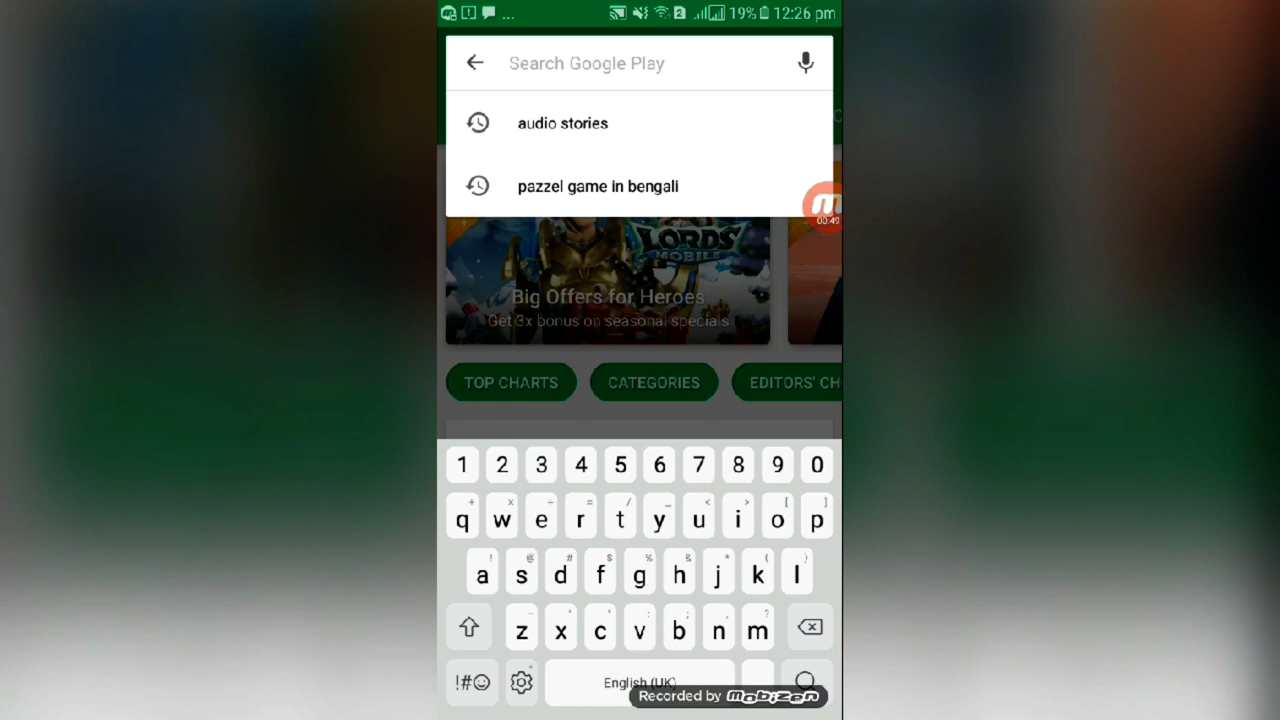 ... 19% 12:26 pm
Search Google Play
audio stories
pazzel game in bengali
00:49
LORDS
MOBILE
Big Offers for Heroes
Get 3x bonus on seasonal specials
TOP CHARTS CATEGORIES EDITORS' CH
1 2 3 4 5 6 7 8 9 0
q w e r t y u i o p
a s d f g h j k l
z x c v b n m
!#☺ English (UK)
Recorded by mobizen